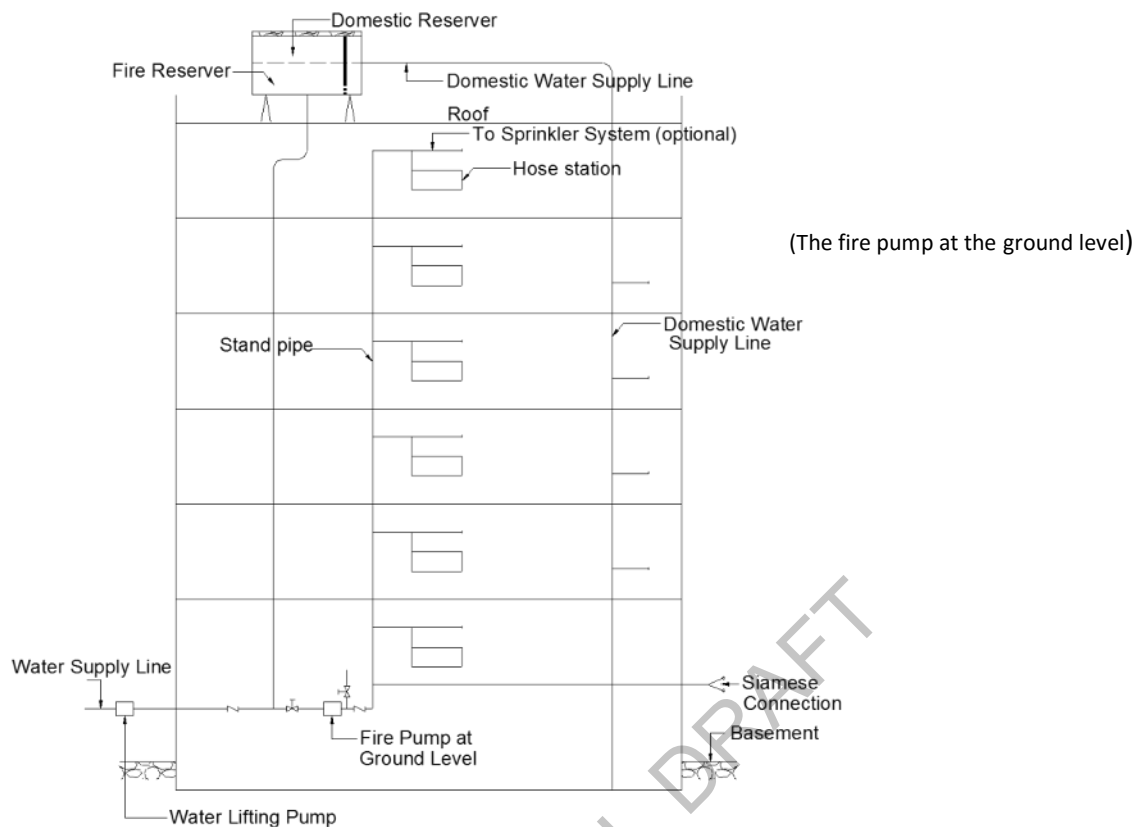 Domestic Reserver
Fire Reserver
Domestic Water Supply Line
Roof
To Sprinkler System (optional)
Hose station
(The fire pump at the ground level)
Domestic Water
Supply Line
Stand pipe
Water Supply Line
Siamese
Connection
Fire Pump at
Ground Level
Basement
Water Lifting Pump
DRAFT